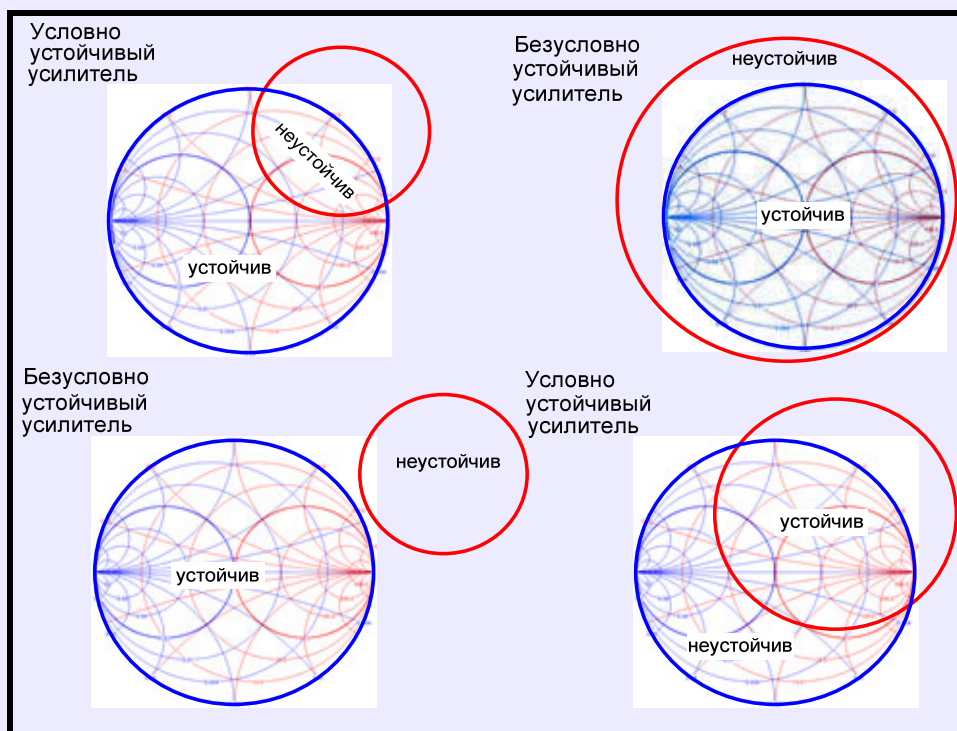 Условно
устойчивый
усилитель
неустойчив
устойчив
Безусловно
устойчивый
усилитель
неустойчив
устойчив
Безусловно
устойчивый
усилитель
неустойчив
устойчив
Условно
устойчивый
усилитель
устойчив
неустойчив